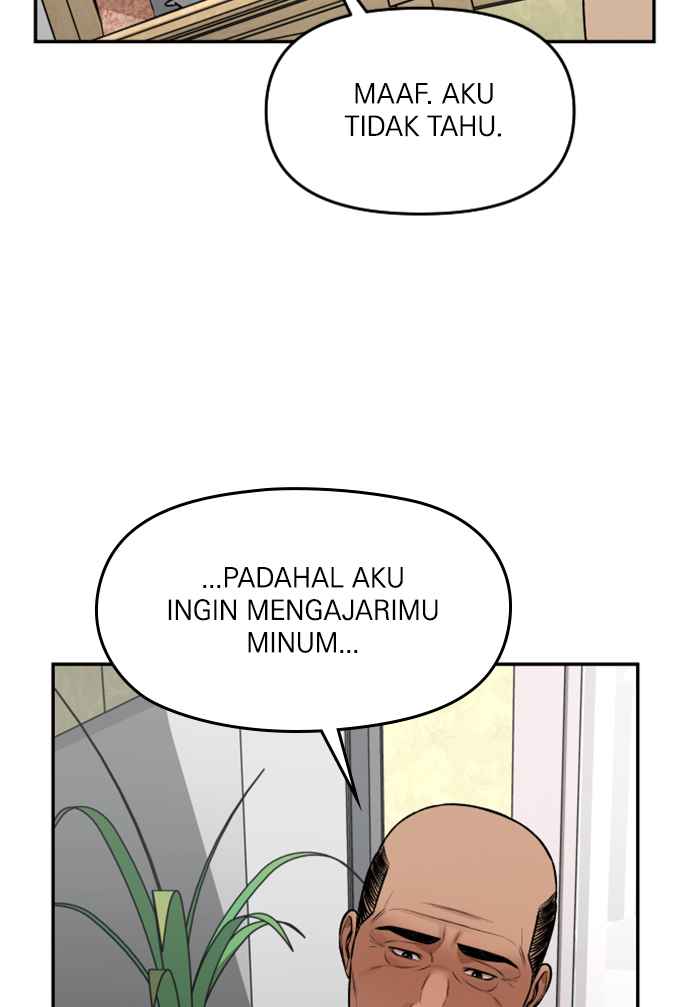 MAAF. AKU
TIDAK TAHU.
...PADAHAL AKU
INGIN MENGAJARIMU
MINUM...